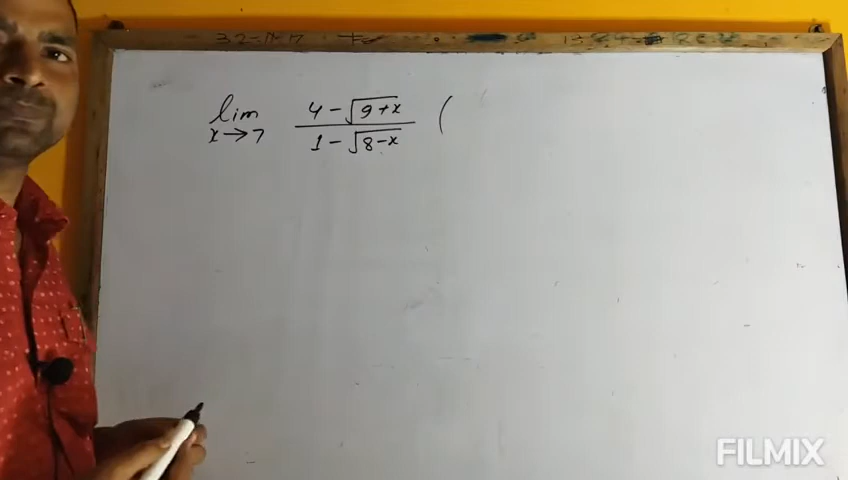 lim x→7 (4 - √(9+x)) / (1 - √(8-x)) (
FILMIX